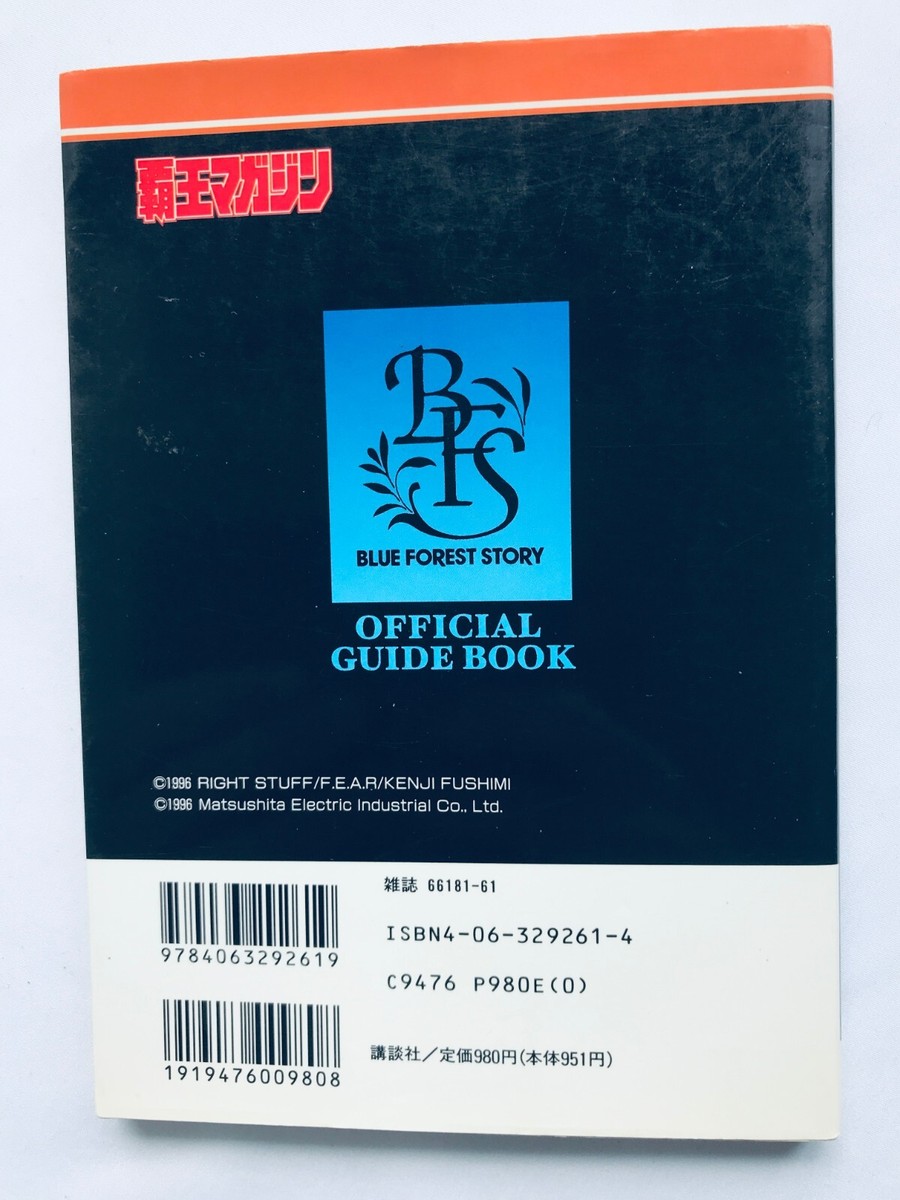 覇王マガジン
BFS
BLUE FOREST STORY
OFFICIAL
GUIDE BOOK
©1996 RIGHT STUFF/F.E.A.R/KENJI FUSHIMI
©1996 Matsushita Electric Industrial Co., Ltd.
雑誌 66181-61
ISBN4-06-329261-4
9784063292619
C9476 P980E(0)
講談社/定価980円(本体951円)
1919476009808